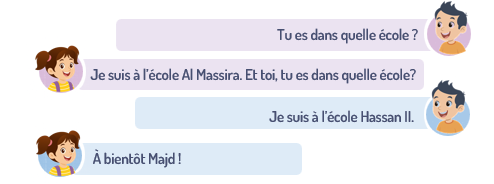 Tu es dans quelle école ?
Je suis à l'école Al Massira. Et toi, tu es dans quelle école?
Je suis à l'école Hassan II.
À bientôt Majd !